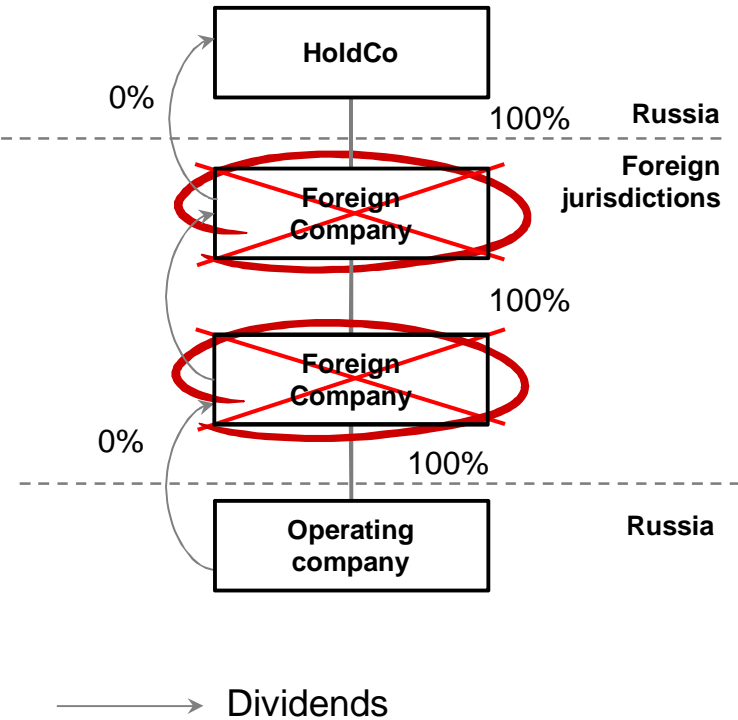 HoldCo
0%
100%
Russia
Foreign
jurisdictions
Foreign
Company
100%
Foreign
Company
0%
100%
Operating
company
Russia
Dividends